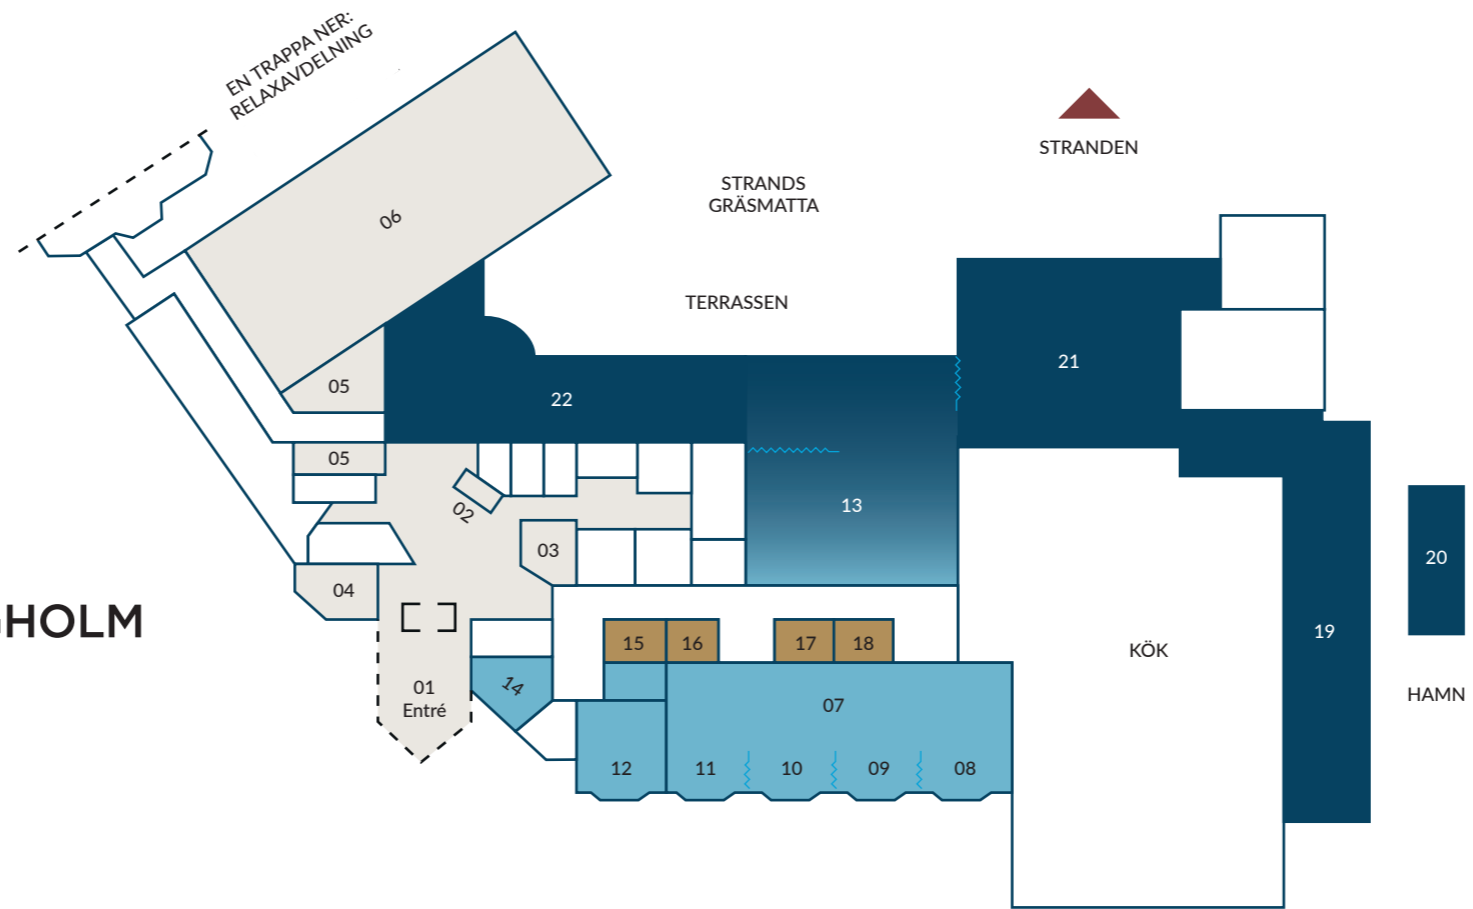 EN TRAPPA NER:
RELAXAVDELNING
STRANDEN
STRANDS
GRÄSMATTA
06
TERRASSEN
21
05
22
05
02
13
03
20
04
GHOLM
19
15
16
17
18
KÖK
01
Entré
14
07
HAMN
12
11
10
09
08